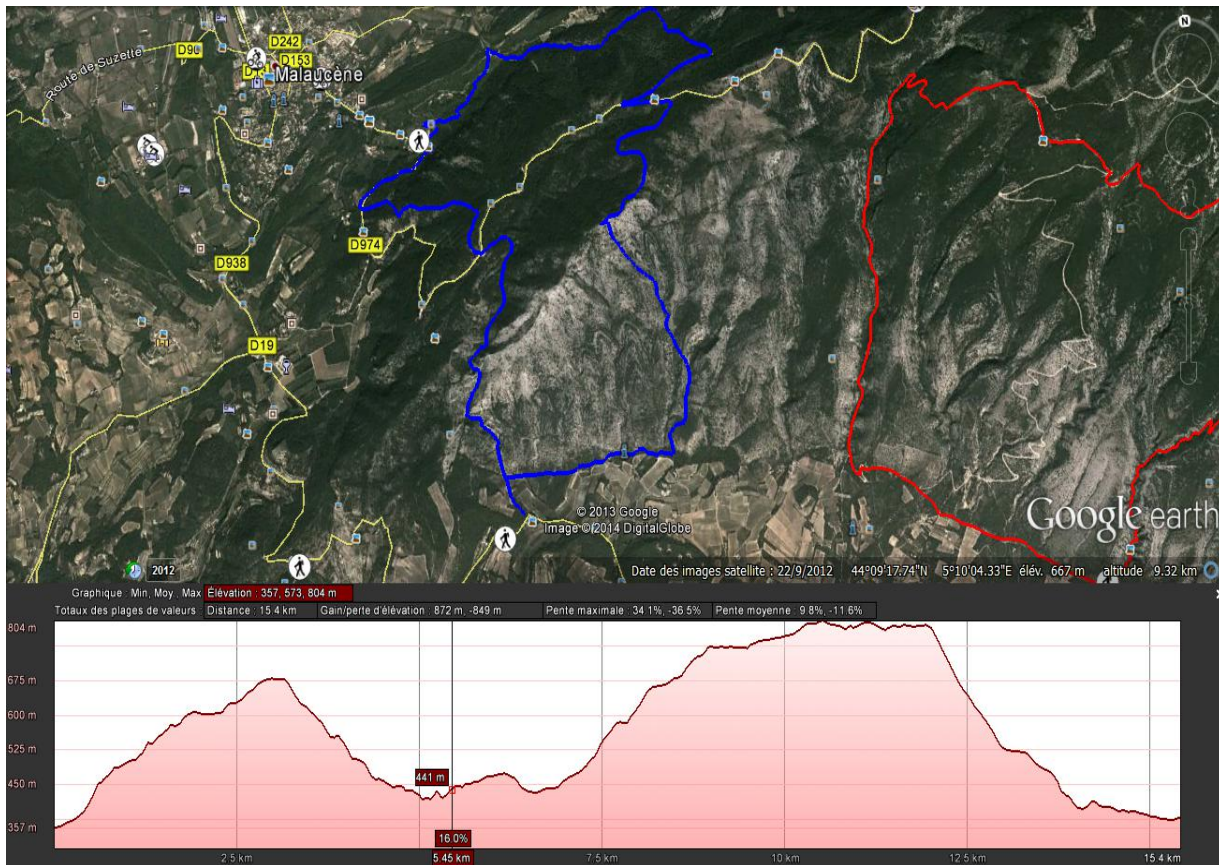 N
D242
D90
D153
Route de Suzette
Malaucène
D974
D938
D19
© 2013 Google
Image © 2014 DigitalGlobe
Google earth
2012
Date des images satellite : 22/9/2012 44°09'17.74"N 5°10'04.33"E élév. 667 m altitude 9.32 km
Graphique : Min, Moy., Max Élévation : 357, 573, 804 m
Totaux des plages de valeurs : Distance : 15.4 km Gain/perte d'élévation : 872 m, -849 m Pente maximale : 34.1%, -36.5% Pente moyenne : 9.8%, -11.6%
804 m
675 m
600 m
525 m
450 m
441 m
357 m
16.0%
2.5 km 5.45 km 7.5 km 10 km 12.5 km 15.4 km